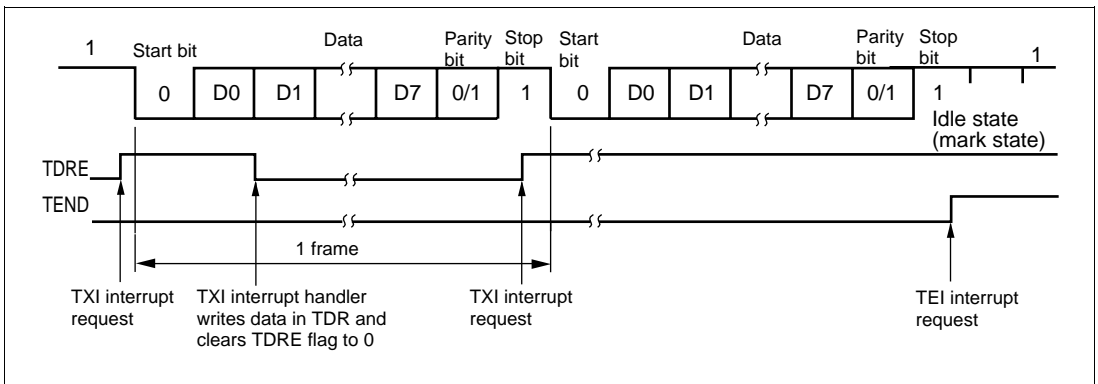 1 Start bit Data Parity bit Stop bit Start bit Data Parity bit Stop bit 1
0 D0 D1 D7 0/1 1 0 D0 D1 D7 0/1 1
Idle state
(mark state)
TDRE
TEND
1 frame
TXI interrupt request
TXI interrupt handler writes data in TDR and clears TDRE flag to 0
TXI interrupt request
TEI interrupt request